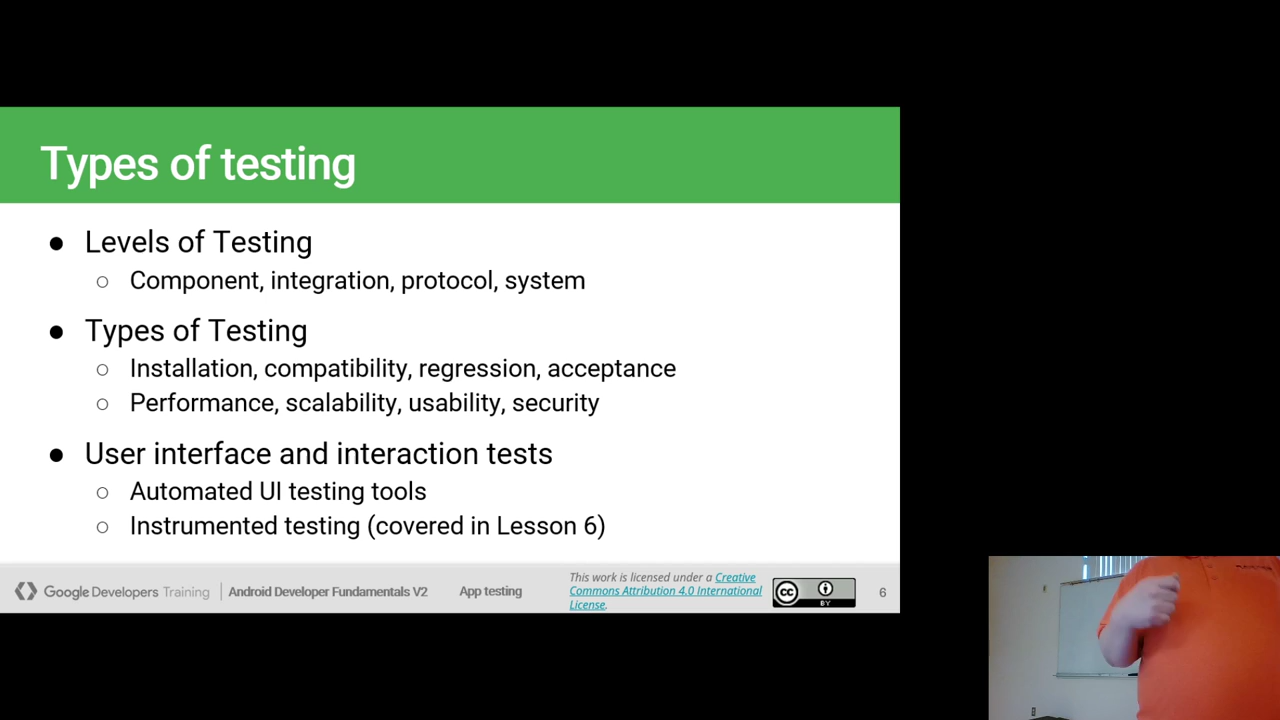 Types of testing
● Levels of Testing
○ Component, integration, protocol, system
● Types of Testing
○ Installation, compatibility, regression, acceptance
○ Performance, scalability, usability, security
● User interface and interaction tests
○ Automated UI testing tools
○ Instrumented testing (covered in Lesson 6)
Google Developers Training
Android Developer Fundamentals V2
App testing
This work is licensed under a Creative
Commons Attribution 4.0 International
License.
cc
BY
6